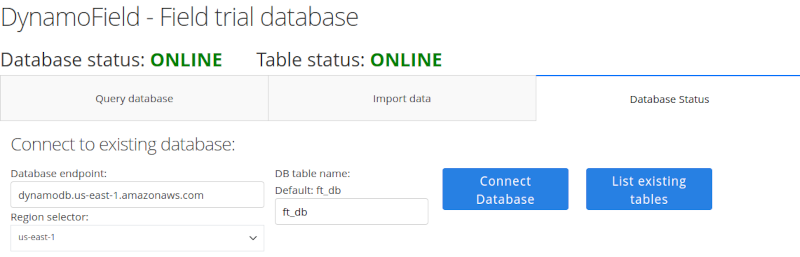 DynamoField - Field trial database
Database status: ONLINE Table status: ONLINE
Query database Import data Database Status
Connect to existing database:
Database endpoint:
dynamodb.us-east-1.amazonaws.com
Region selector:
us-east-1
DB table name:
Default: ft_db
ft_db
Connect
Database
List existing
tables